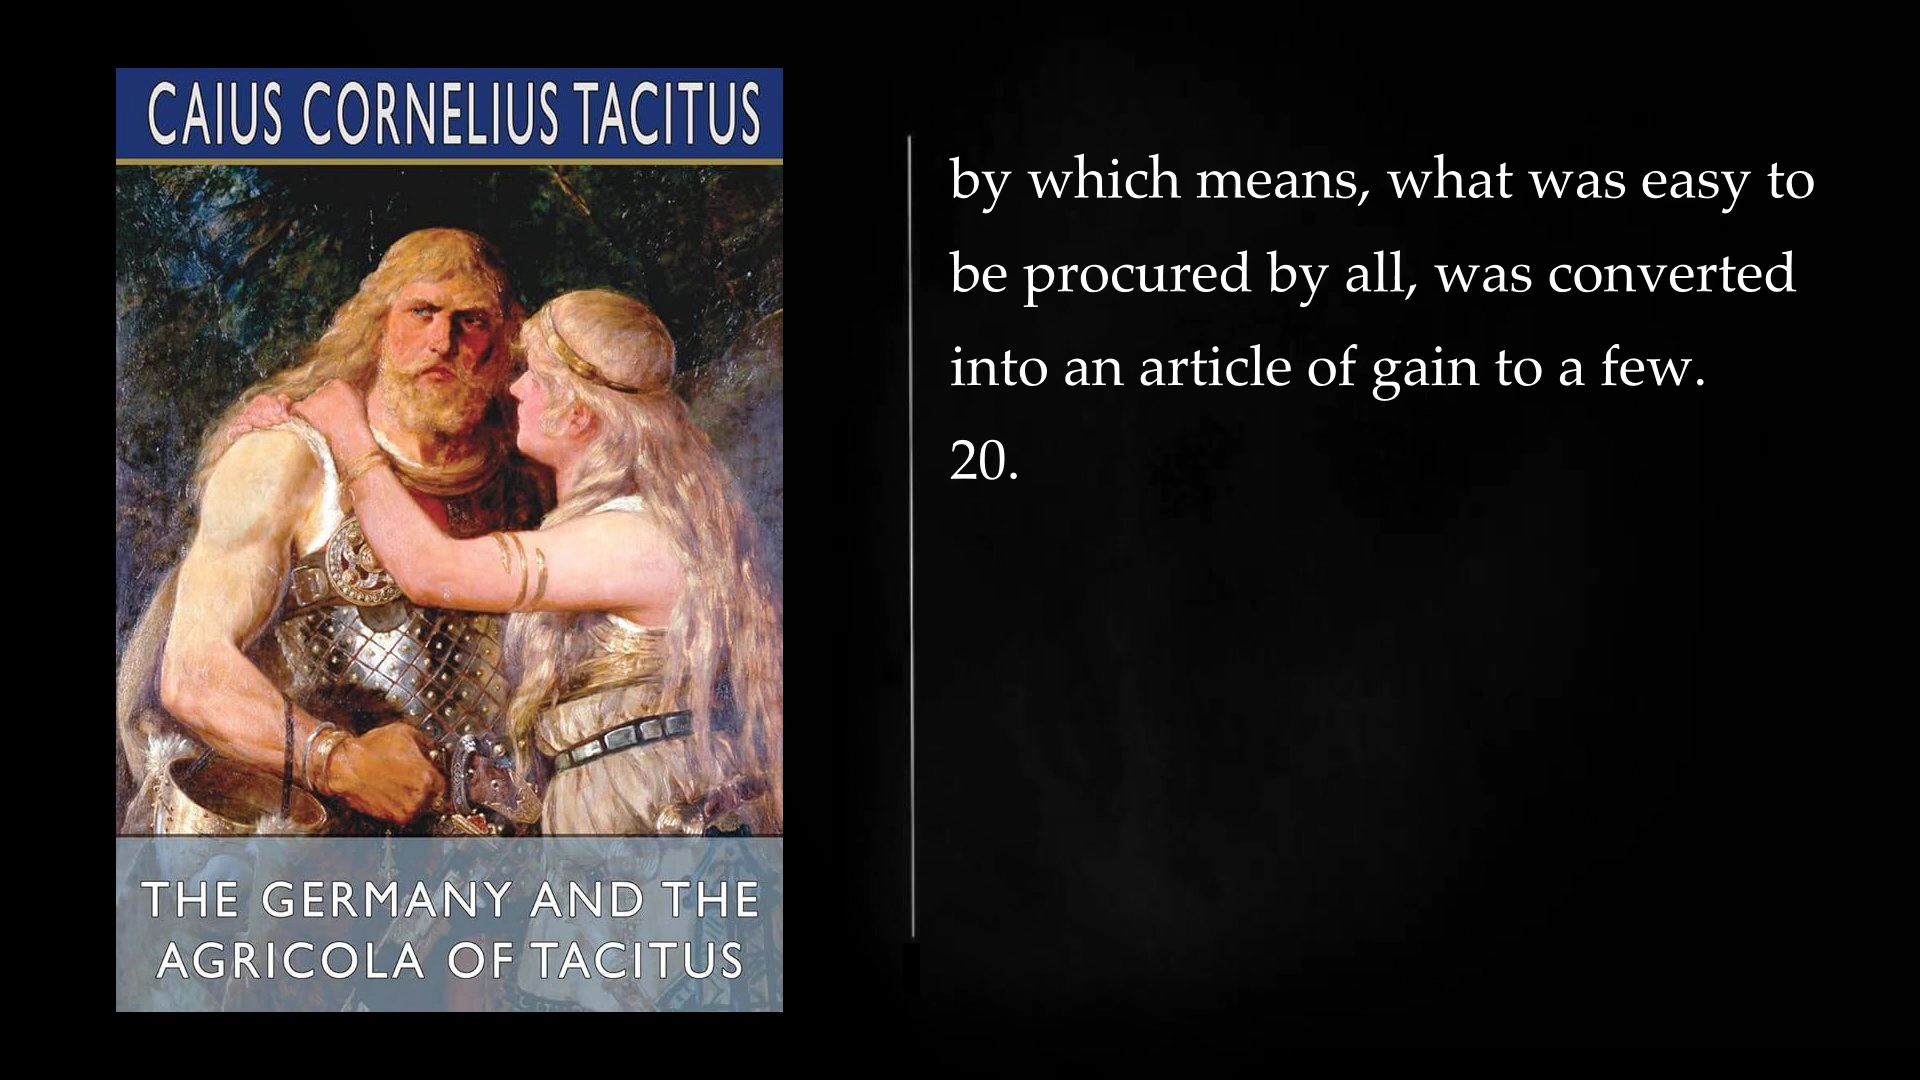 CAIUS CORNELIUS TACITUS
THE GERMANY AND THE
AGRICOLA OF TACITUS
by which means, what was easy to
be procured by all, was converted
into an article of gain to a few.
20.